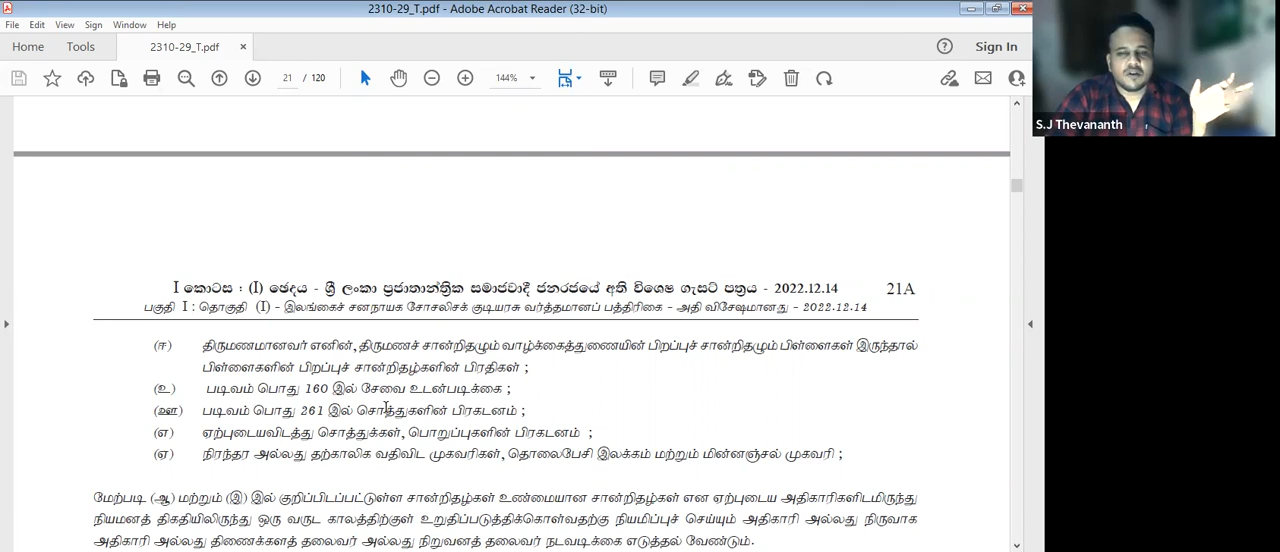 2310-29_T.pdf - Adobe Acrobat Reader (32-bit)
File Edit View Sign Window Help
Home Tools 2310-29_T.pdf × Sign In
21 / 120 144%
S.J Thevananth
I කොටස : (I) ඡෙදය - ශ්‍රී ලංකා ප්‍රජාතාන්ත්‍රික සමාජවාදී ජනරජයේ අති විශෙෂ ගැසට් පත්‍රය - 2022.12.14 21A
பகுதி I : தொகுதி (I) - இலங்கைச் சனநாயக சோசலிசக் குடியரசு வர்த்தமானப் பத்திரிகை - அதி விசேஷமானது - 2022.12.14
(ஈ) திருமணமானவர் எனின், திருமணச் சான்றிதழும் வாழ்க்கைத்துணையின் பிறப்புச் சான்றிதழும் பிள்ளைகள் இருந்தால்
பிள்ளைகளின் பிறப்புச் சான்றிதழ்களின் பிரதிகள் ;
(உ) படிவம் பொது 160 இல் சேவை உடன்படிக்கை ;
(ஊ) படிவம் பொது 261 இல் சொத்துகளின் பிரகடனம் ;
(எ) ஏற்புடையவிடத்து சொத்துக்கள், பொறுப்புகளின் பிரகடனம் ;
(ஏ) நிரந்தர அல்லது தற்காலிக வதிவிட முகவரிகள், தொலைபேசி இலக்கம் மற்றும் மின்னஞ்சல் முகவரி ;
மேற்படி (ஆ) மற்றும் (இ) இல் குறிப்பிடப்பட்டுள்ள சான்றிதழ்கள் உண்மையான சான்றிதழ்கள் என ஏற்புடைய அதிகாரிகளிடமிருந்து
நியமனத் திகதியிலிருந்து ஒரு வருட காலத்திற்குள் உறுதிப்படுத்திக்கொள்வதற்கு நியமிப்புச் செய்யும் அதிகாரி அல்லது நிருவாக
அதிகாரி அல்லது திணைக்களத் தலைவர் அல்லது நிறுவனத் தலைவர் நடவடிக்கை எடுத்தல் வேண்டும்.